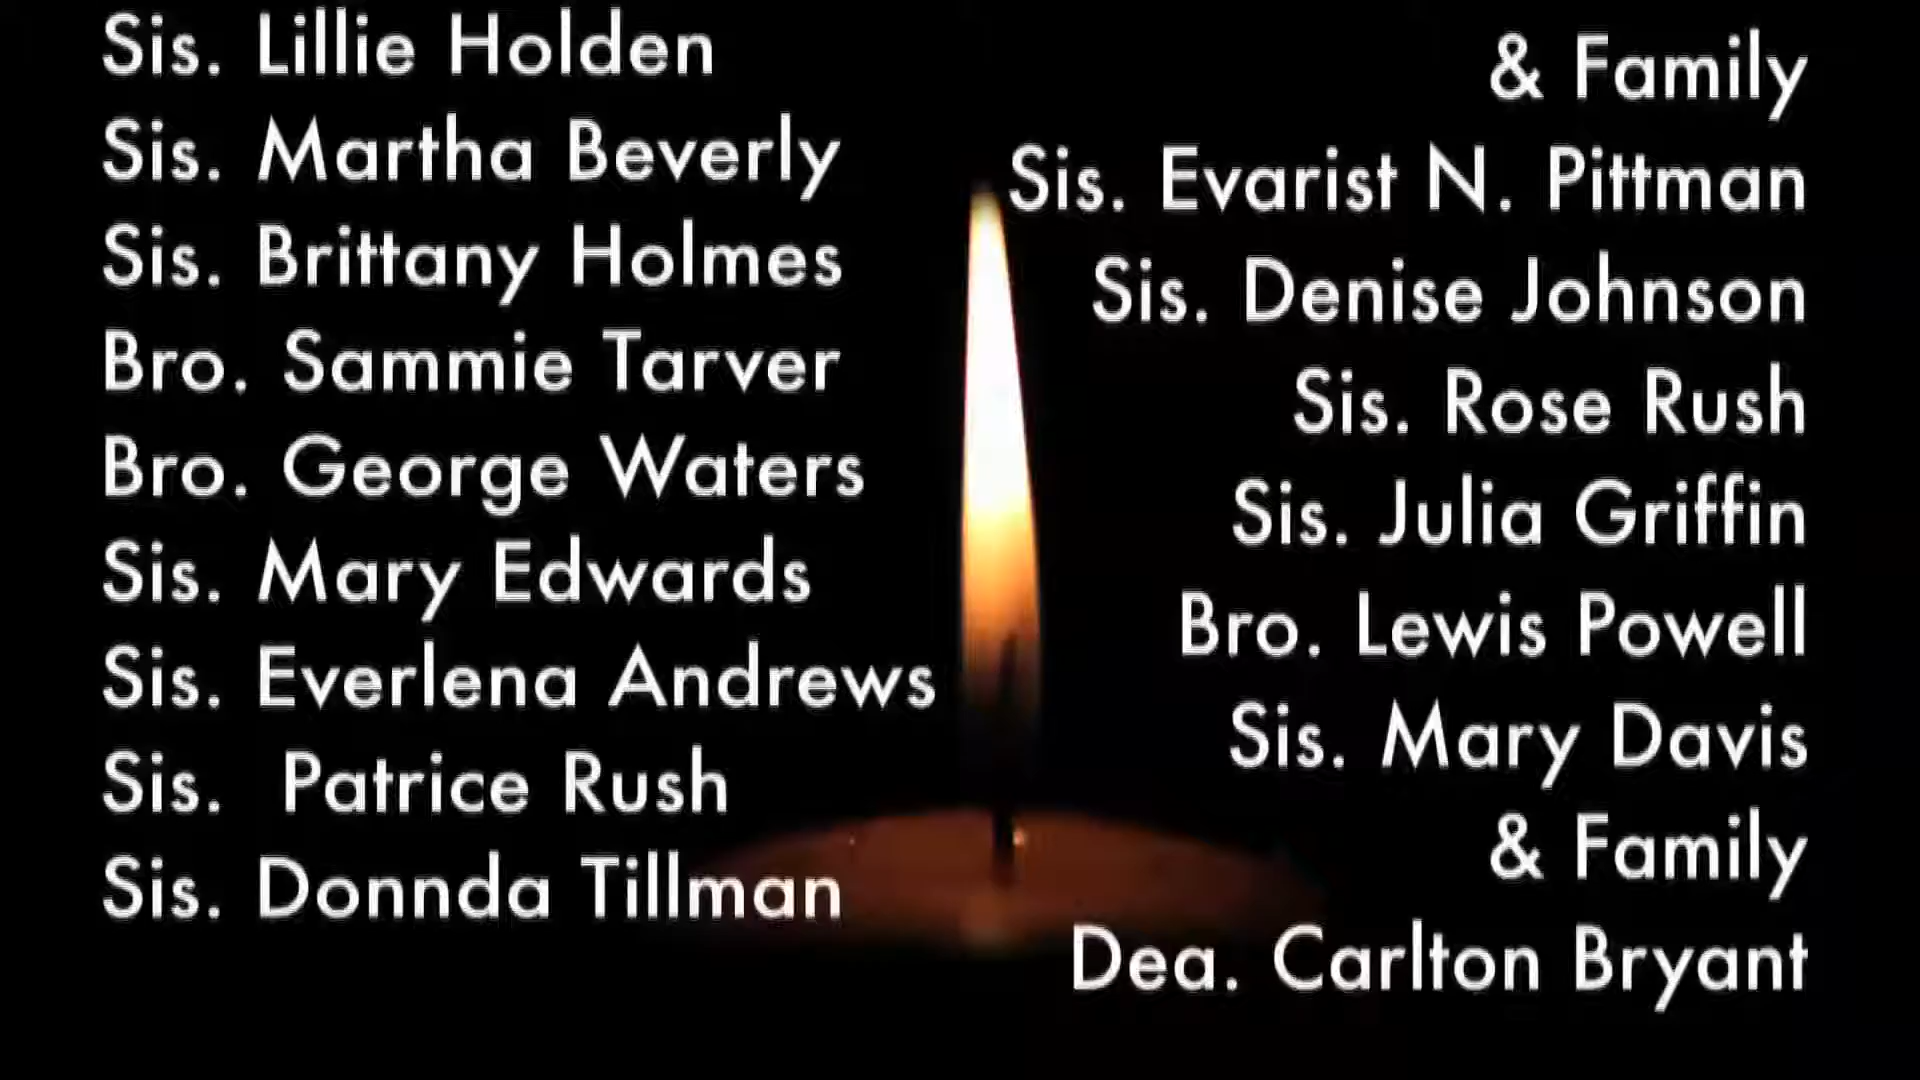 Sis. Lillie Holden
Sis. Martha Beverly
Sis. Brittany Holmes
Bro. Sammie Tarver
Bro. George Waters
Sis. Mary Edwards
Sis. Everlena Andrews
Sis.  Patrice Rush
Sis. Donnda Tillman
& Family
Sis. Evarist N. Pittman
Sis. Denise Johnson
Sis. Rose Rush
Sis. Julia Griffin
Bro. Lewis Powell
Sis. Mary Davis
& Family
Dea. Carlton Bryant